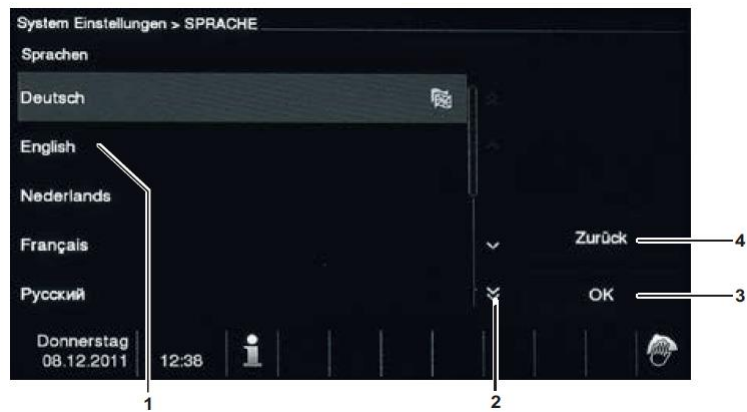 System Einstellungen > SPRACHE
Sprachen
Deutsch
English
Nederlands
Français
Русский
Zurück
OK
4
3
Donnerstag
08.12.2011
12:38
1
2